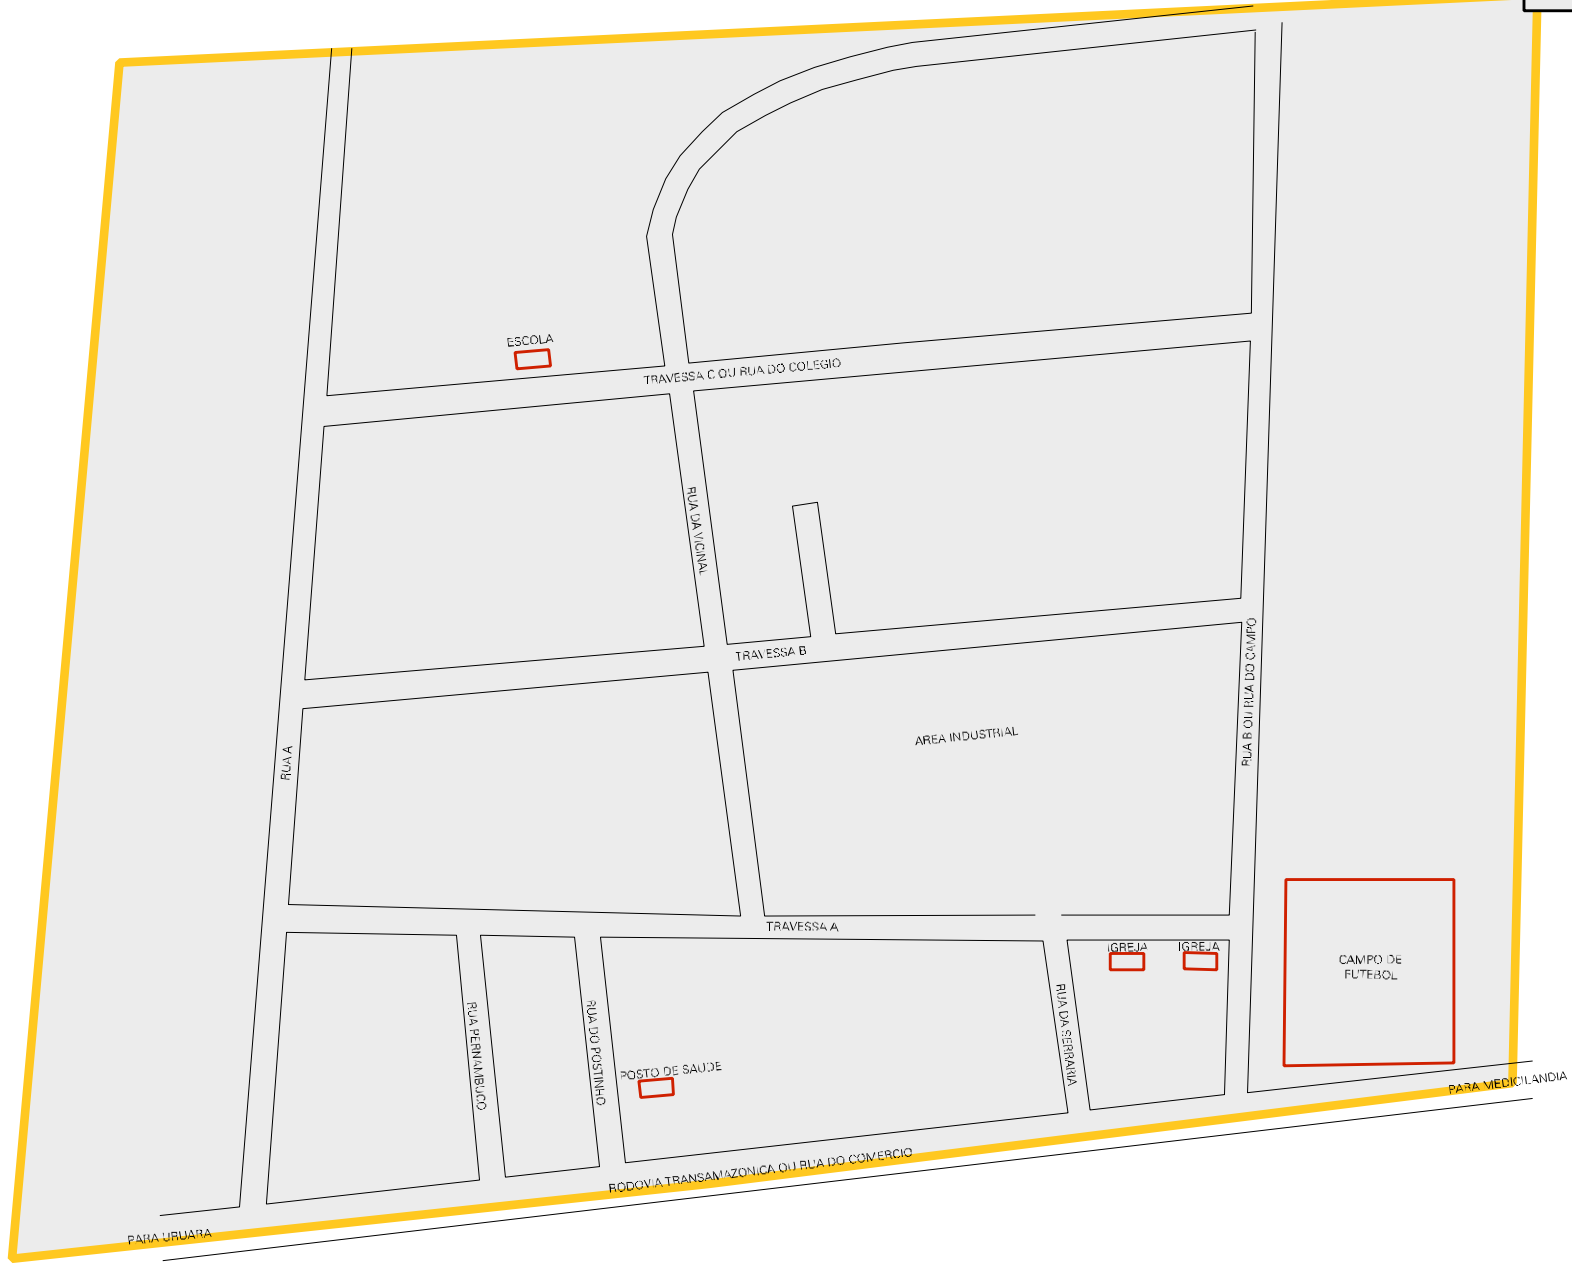 ESCOLA
TRAVESSA C OU RUA DO COLEGIO
RUA DA VICINAL
TRAVESSA B
RUA B OU RUA DO CAMPO
AREA INDUSTRIAL
RUA A
TRAVESSA A
IGREJA
IGREJA
CAMPO DE
FUTEBOL
RUA PERNAMBUCO
RUA DO POSTINHO
RUA DA SERRARIA
POSTO DE SAUDE
PARA MEDICILANDIA
RODOVIA TRANSAMAZONICA OU RUA DO COMERCIO
PARA URUARA